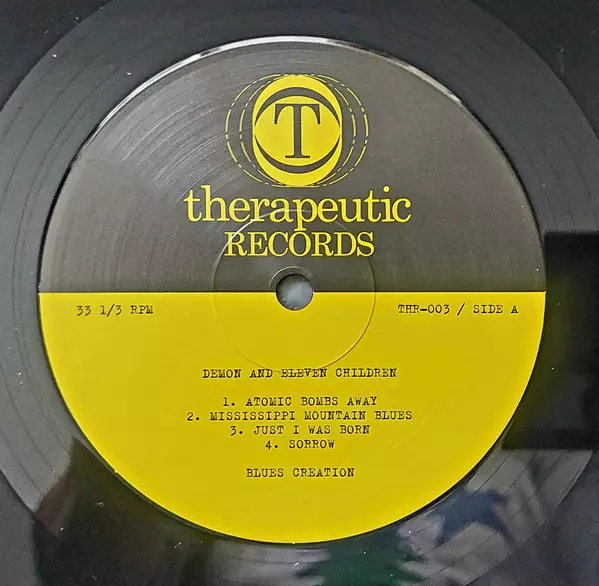 T
therapeutic
RECORDS
33 1/3 RPM
THR-003 / SIDE A
DEMON AND ELEVEN CHILDREN
1. ATOMIC BOMBS AWAY
2. MISSISSIPPI MOUNTAIN BLUES
3. JUST I WAS BORN
4. SORROW
BLUES CREATION